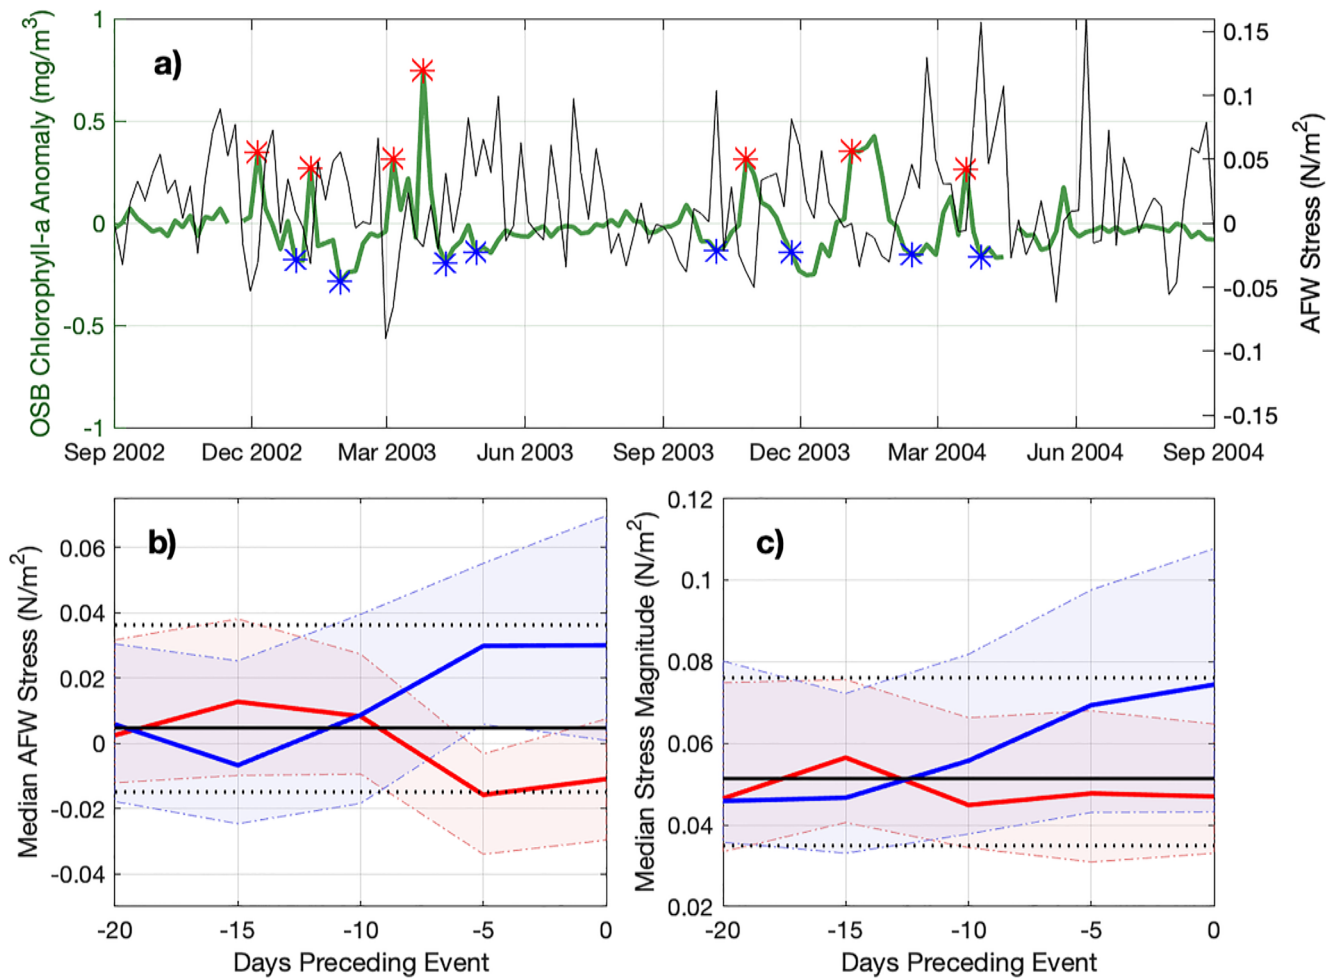 a)
OSB Chlorophyll-a Anomaly (mg/m³)
1
0.5
0
-0.5
-1
0.15
0.1
0.05
0
-0.05
-0.1
-0.15
AFW Stress (N/m²)
Sep 2002 Dec 2002 Mar 2003 Jun 2003 Sep 2003 Dec 2003 Mar 2004 Jun 2004 Sep 2004
b)
Median AFW Stress (N/m²)
0.06
0.04
0.02
0
-0.02
-0.04
-20 -15 -10 -5 0
Days Preceding Event
c)
Median Stress Magnitude (N/m²)
0.12
0.1
0.08
0.06
0.04
0.02
-20 -15 -10 -5 0
Days Preceding Event